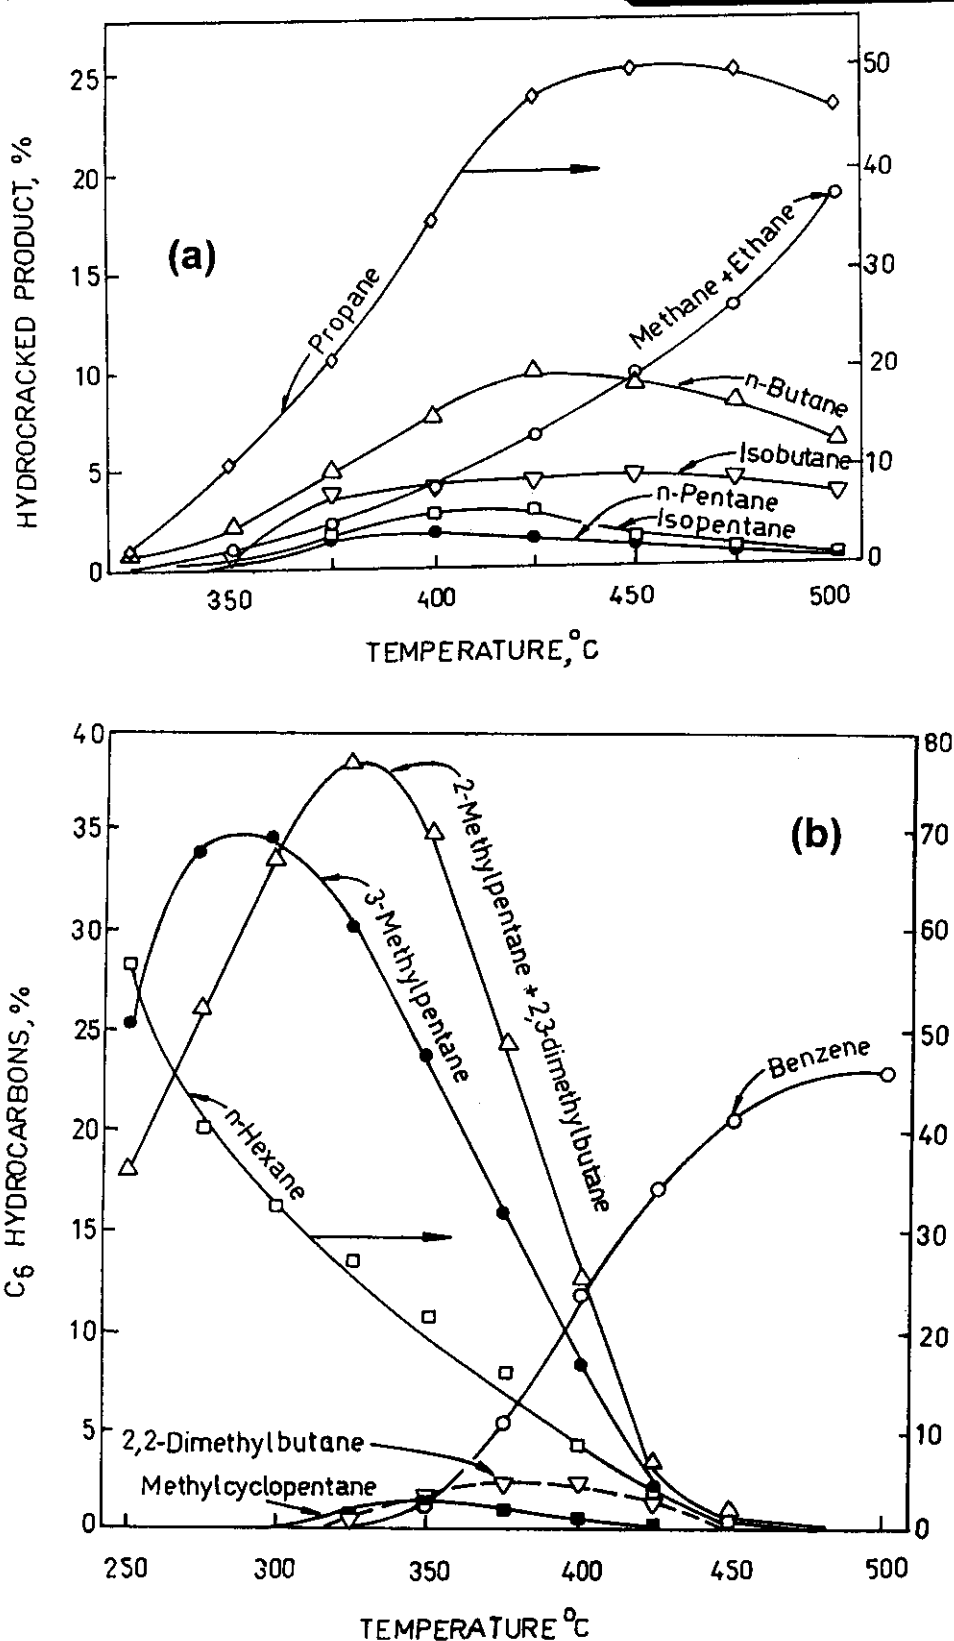 25
20
15
10
5
0
50
40
30
20
10
0
HYDROCRACKED PRODUCT, %
(a)
Propane
Methane + Ethane
n-Butane
Isobutane
n-Pentane
Isopentane
350
400
450
500
TEMPERATURE,°C
40
35
30
25
20
15
10
5
0
80
70
60
50
40
30
20
10
0
C6 HYDROCARBONS, %
(b)
2-Methylpentane + 2,3-dimethylbutane
3-Methylpentane
n-Hexane
Benzene
2,2-Dimethylbutane
Methylcyclopentane
250
300
350
400
450
500
TEMPERATURE °C